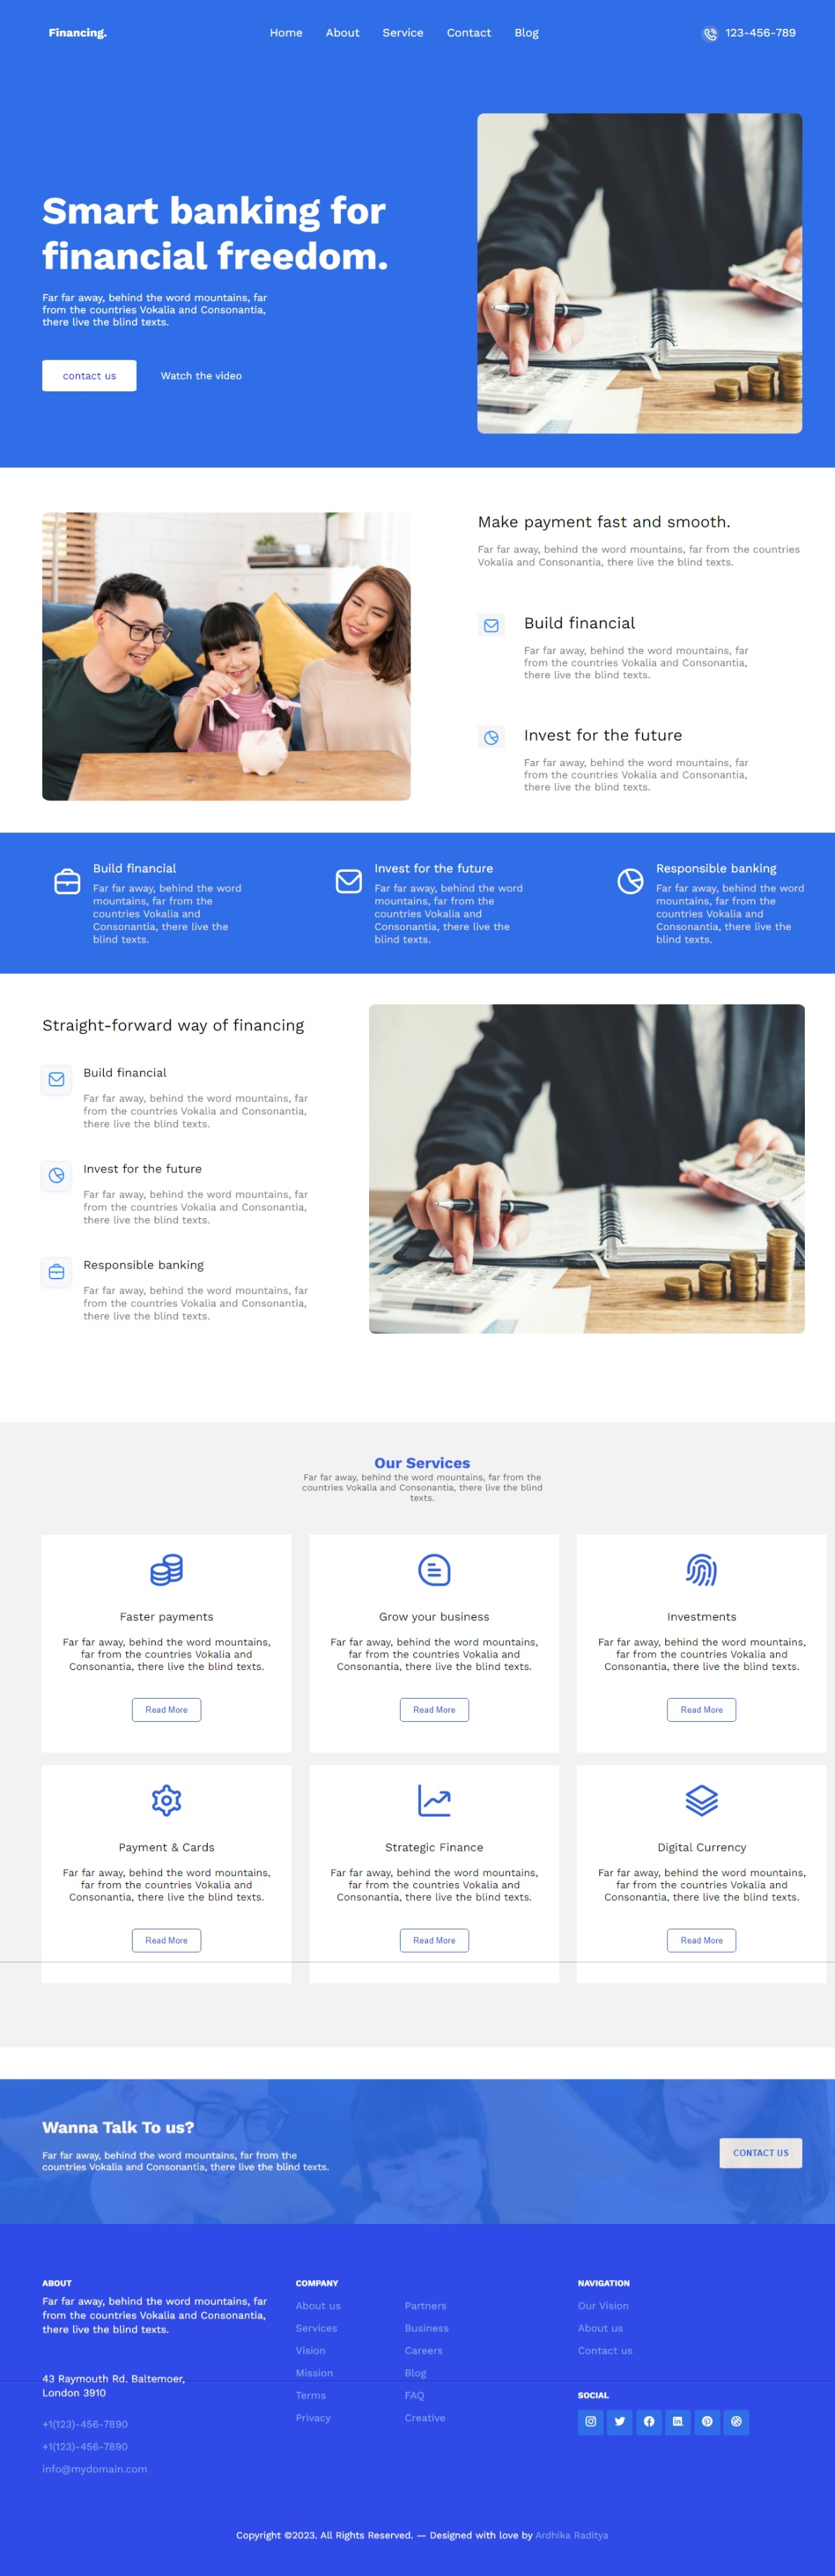 Financing.
Home About Service Contact Blog
123-456-789
Smart banking for
financial freedom.
Far far away, behind the word mountains, far
from the countries Vokalia and Consonantia,
there live the blind texts.
contact us
Watch the video
Make payment fast and smooth.
Far far away, behind the word mountains, far from the countries
Vokalia and Consonantia, there live the blind texts.
Build financial
Far far away, behind the word mountains, far
from the countries Vokalia and Consonantia,
there live the blind texts.
Invest for the future
Far far away, behind the word mountains, far
from the countries Vokalia and Consonantia,
there live the blind texts.
Build financial
Far far away, behind the word
mountains, far from the
countries Vokalia and
Consonantia, there live the
blind texts.
Invest for the future
Far far away, behind the word
mountains, far from the
countries Vokalia and
Consonantia, there live the
blind texts.
Responsible banking
Far far away, behind the word
mountains, far from the
countries Vokalia and
Consonantia, there live the
blind texts.
Straight-forward way of financing
Build financial
Far far away, behind the word mountains, far
from the countries Vokalia and Consonantia,
there live the blind texts.
Invest for the future
Far far away, behind the word mountains, far
from the countries Vokalia and Consonantia,
there live the blind texts.
Responsible banking
Far far away, behind the word mountains, far
from the countries Vokalia and Consonantia,
there live the blind texts.
Our Services
Far far away, behind the word mountains, far from the
countries Vokalia and Consonantia, there live the blind
texts.
Faster payments
Far far away, behind the word mountains,
far from the countries Vokalia and
Consonantia, there live the blind texts.
Read More
Grow your business
Far far away, behind the word mountains,
far from the countries Vokalia and
Consonantia, there live the blind texts.
Read More
Investments
Far far away, behind the word mountains,
far from the countries Vokalia and
Consonantia, there live the blind texts.
Read More
Payment & Cards
Far far away, behind the word mountains,
far from the countries Vokalia and
Consonantia, there live the blind texts.
Read More
Strategic Finance
Far far away, behind the word mountains,
far from the countries Vokalia and
Consonantia, there live the blind texts.
Read More
Digital Currency
Far far away, behind the word mountains,
far from the countries Vokalia and
Consonantia, there live the blind texts.
Read More
Wanna Talk To us?
Far far away, behind the word mountains, far from the
countries Vokalia and Consonantia, there live the blind texts.
CONTACT US
ABOUT
Far far away, behind the word mountains, far
from the countries Vokalia and Consonantia,
there live the blind texts.
43 Raymouth Rd. Baltemoer,
London 3910
+1(123)-456-7890
+1(123)-456-7890
info@mydomain.com
COMPANY
About us
Services
Vision
Mission
Terms
Privacy
Partners
Business
Careers
Blog
FAQ
Creative
NAVIGATION
Our Vision
About us
Contact us
SOCIAL
Copyright ©2023. All Rights Reserved. — Designed with love by Ardhika Raditya